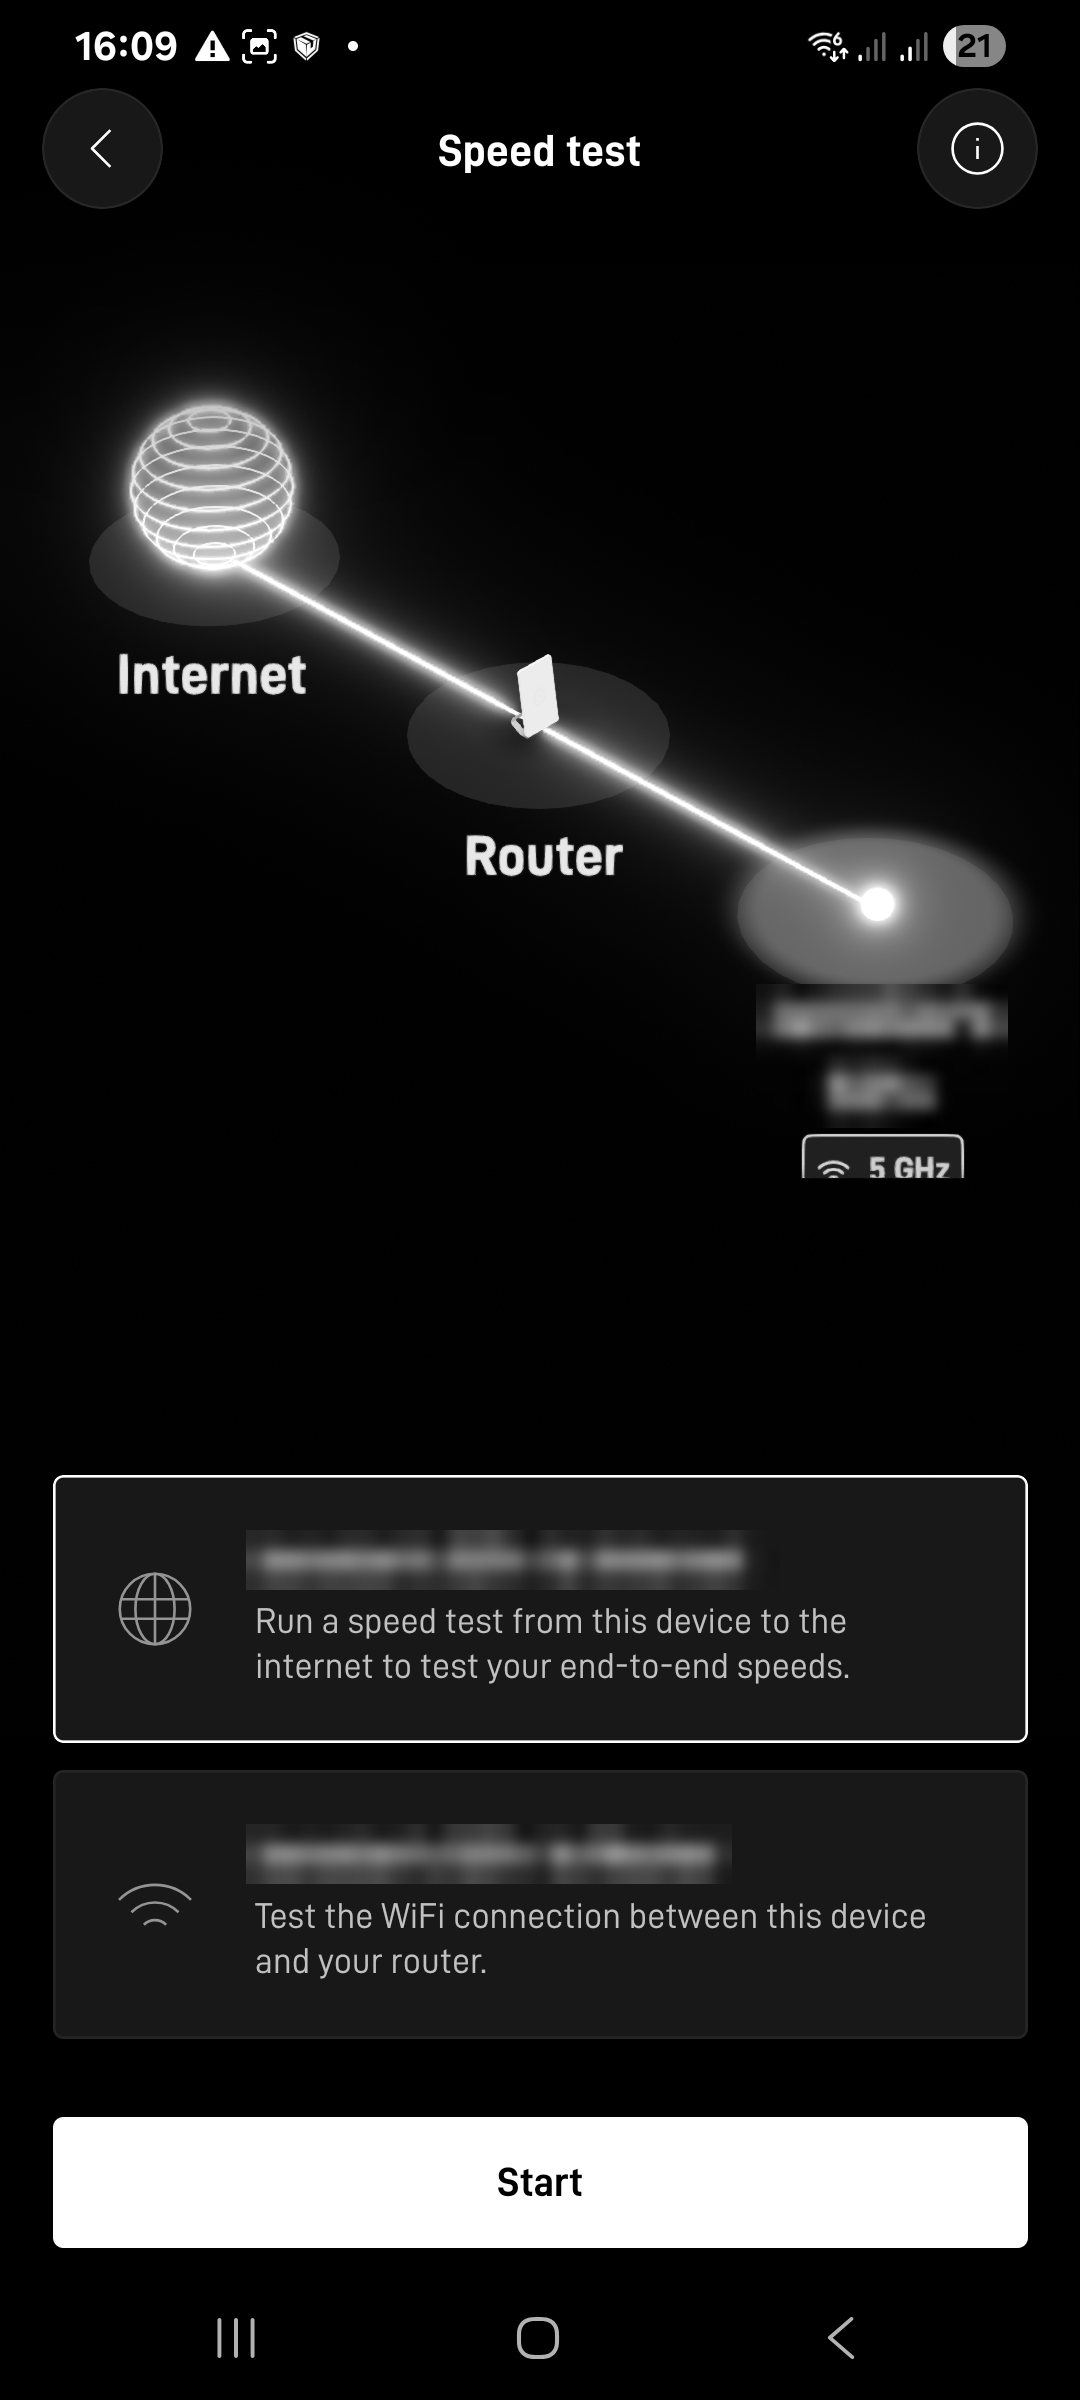 16:09
6
21
Speed test
Internet
Router
5 GHz
Run a speed test from this device to the
internet to test your end-to-end speeds.
Test the WiFi connection between this device
and your router.
Start